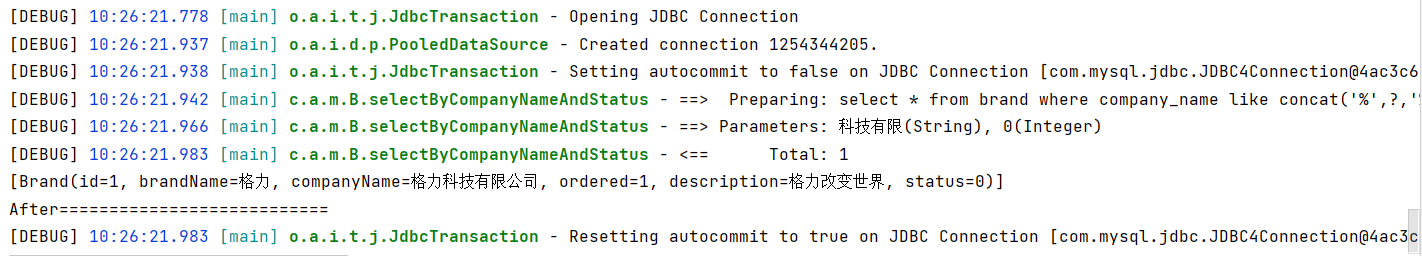 [DEBUG] 10:26:21.778 [main] o.a.i.t.j.JdbcTransaction - Opening JDBC Connection
[DEBUG] 10:26:21.937 [main] o.a.i.d.p.PooledDataSource - Created connection 1254344205.
[DEBUG] 10:26:21.938 [main] o.a.i.t.j.JdbcTransaction - Setting autocommit to false on JDBC Connection [com.mysql.jdbc.JDBC4Connection@4ac3c6
[DEBUG] 10:26:21.942 [main] c.a.m.B.selectByCompanyNameAndStatus - ==>  Preparing: select * from brand where company_name like concat('%',?,'
[DEBUG] 10:26:21.966 [main] c.a.m.B.selectByCompanyNameAndStatus - ==> Parameters: 科技有限(String), 0(Integer)
[DEBUG] 10:26:21.983 [main] c.a.m.B.selectByCompanyNameAndStatus - <==      Total: 1
[Brand(id=1, brandName=格力, companyName=格力科技有限公司, ordered=1, description=格力改变世界, status=0)]
After===========================
[DEBUG] 10:26:21.983 [main] o.a.i.t.j.JdbcTransaction - Resetting autocommit to true on JDBC Connection [com.mysql.jdbc.JDBC4Connection@4ac3c